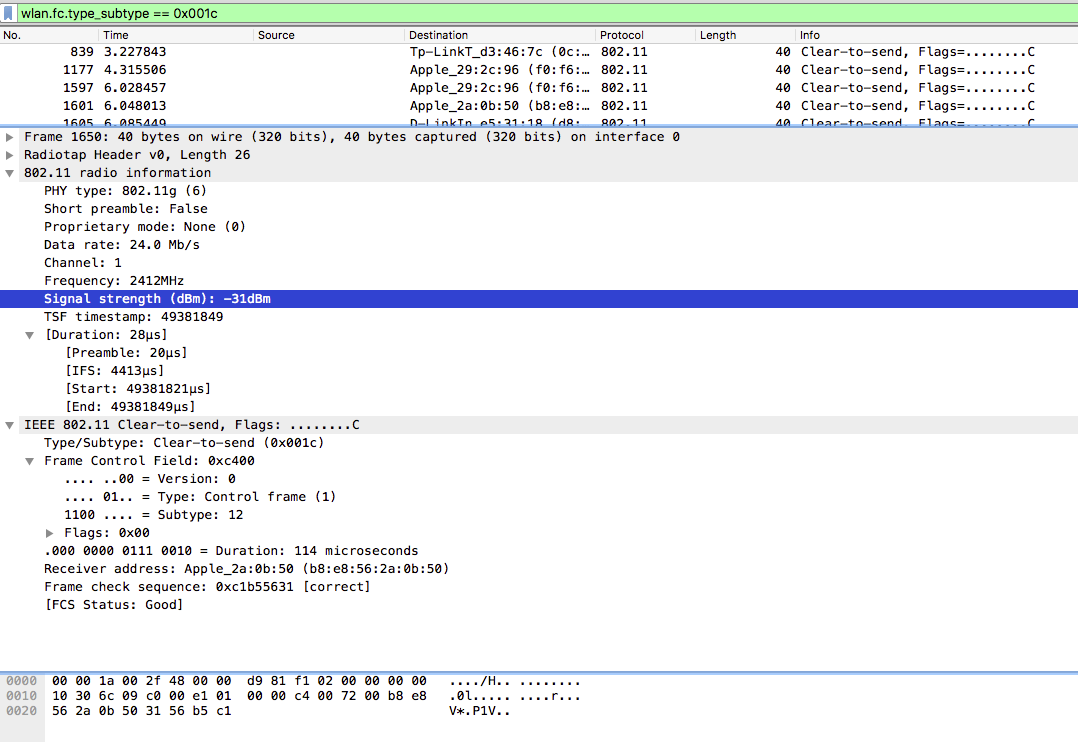 wlan.fc.type_subtype == 0x001c
No. Time Source Destination Protocol Length Info
839 3.227843 Tp-LinkT_d3:46:7c (0c:… 802.11 40 Clear-to-send, Flags=........C
1177 4.315506 Apple_29:2c:96 (f0:f6:… 802.11 40 Clear-to-send, Flags=........C
1597 6.028457 Apple_29:2c:96 (f0:f6:… 802.11 40 Clear-to-send, Flags=........C
1601 6.048013 Apple_2a:0b:50 (b8:e8:… 802.11 40 Clear-to-send, Flags=........C
1605 6.085449 D-LinkIn_e5:31:18 (d8:… 802.11 40 Clear-to-send, Flags=........C
Frame 1650: 40 bytes on wire (320 bits), 40 bytes captured (320 bits) on interface 0
Radiotap Header v0, Length 26
802.11 radio information
PHY type: 802.11g (6)
Short preamble: False
Proprietary mode: None (0)
Data rate: 24.0 Mb/s
Channel: 1
Frequency: 2412MHz
Signal strength (dBm): -31dBm
TSF timestamp: 49381849
[Duration: 28µs]
[Preamble: 20µs]
[IFS: 4413µs]
[Start: 49381821µs]
[End: 49381849µs]
IEEE 802.11 Clear-to-send, Flags: ........C
Type/Subtype: Clear-to-send (0x001c)
Frame Control Field: 0xc400
.... ..00 = Version: 0
.... 01.. = Type: Control frame (1)
1100 .... = Subtype: 12
Flags: 0x00
.000 0000 0111 0010 = Duration: 114 microseconds
Receiver address: Apple_2a:0b:50 (b8:e8:56:2a:0b:50)
Frame check sequence: 0xc1b55631 [correct]
[FCS Status: Good]
0000 00 00 1a 00 2f 48 00 00 d9 81 f1 02 00 00 00 00 ..../H.. ........
0010 10 30 6c 09 c0 00 e1 01 00 00 c4 00 72 00 b8 e8 .0l..... ....r...
0020 56 2a 0b 50 31 56 b5 c1 V*.P1V..